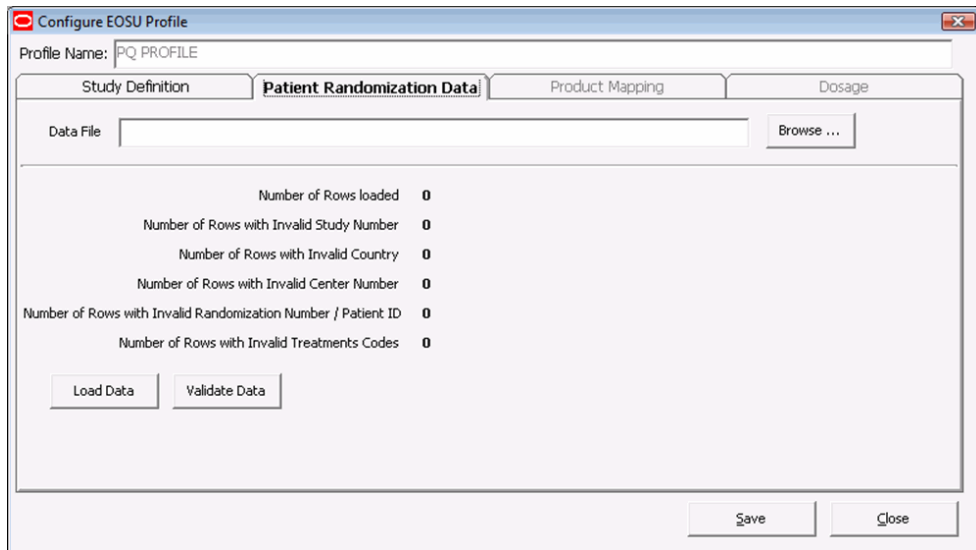 Configure EOSU Profile
Profile Name: PQ PROFILE
Study Definition Patient Randomization Data Product Mapping Dosage
Data File Browse ...
Number of Rows loaded 0
Number of Rows with Invalid Study Number 0
Number of Rows with Invalid Country 0
Number of Rows with Invalid Center Number 0
Number of Rows with Invalid Randomization Number / Patient ID 0
Number of Rows with Invalid Treatments Codes 0
Load Data Validate Data
Save Close